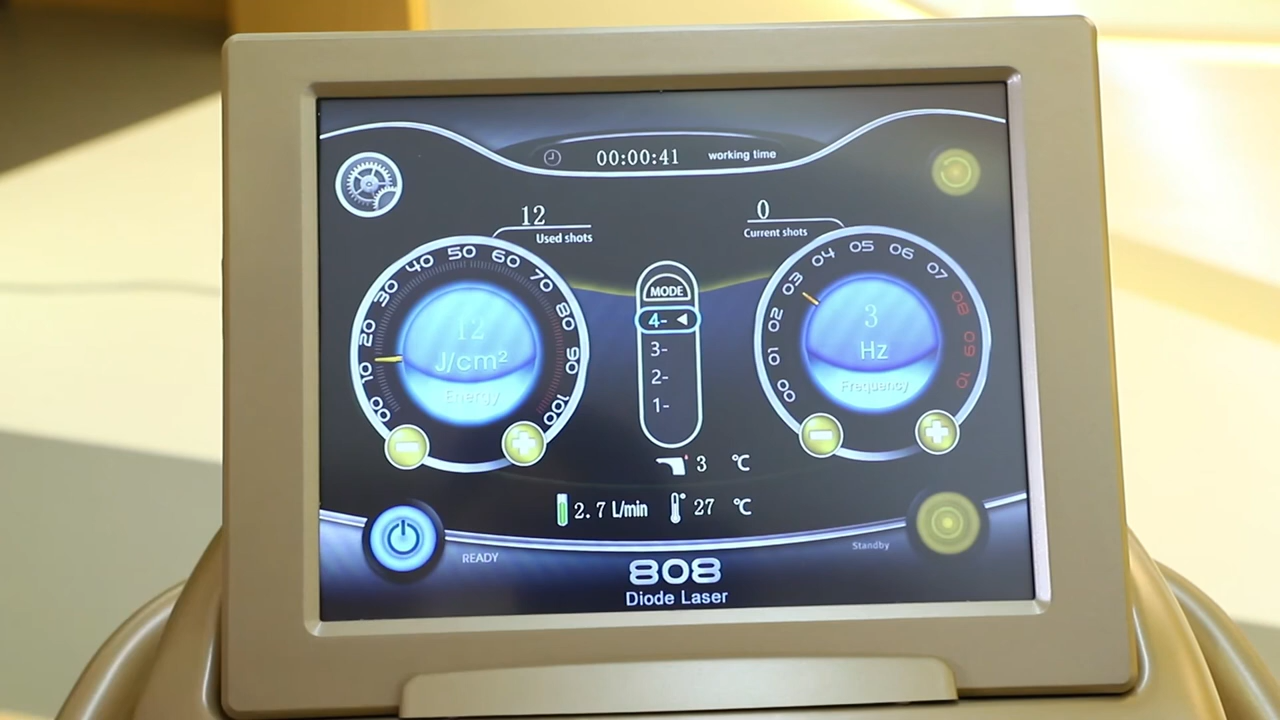 00:00:41 working time
12
Used shots
0
Current shots
00 10 20 30 40 50 60 70 80 90 100
12
J/cm²
Energy
MODE
4-
3-
2-
1-
00 01 02 03 04 05 06 07 08 09 10
3
Hz
Frequency
3 ℃
2.7 L/min 27 ℃
READY
Standby
808
Diode Laser